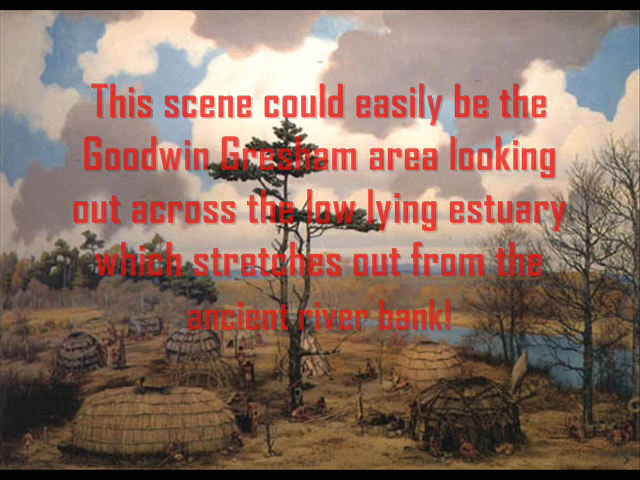 This scene could easily be the
Goodwin Gresham area looking
out across the low lying estuary
which stretches out from the
ancient river bank!